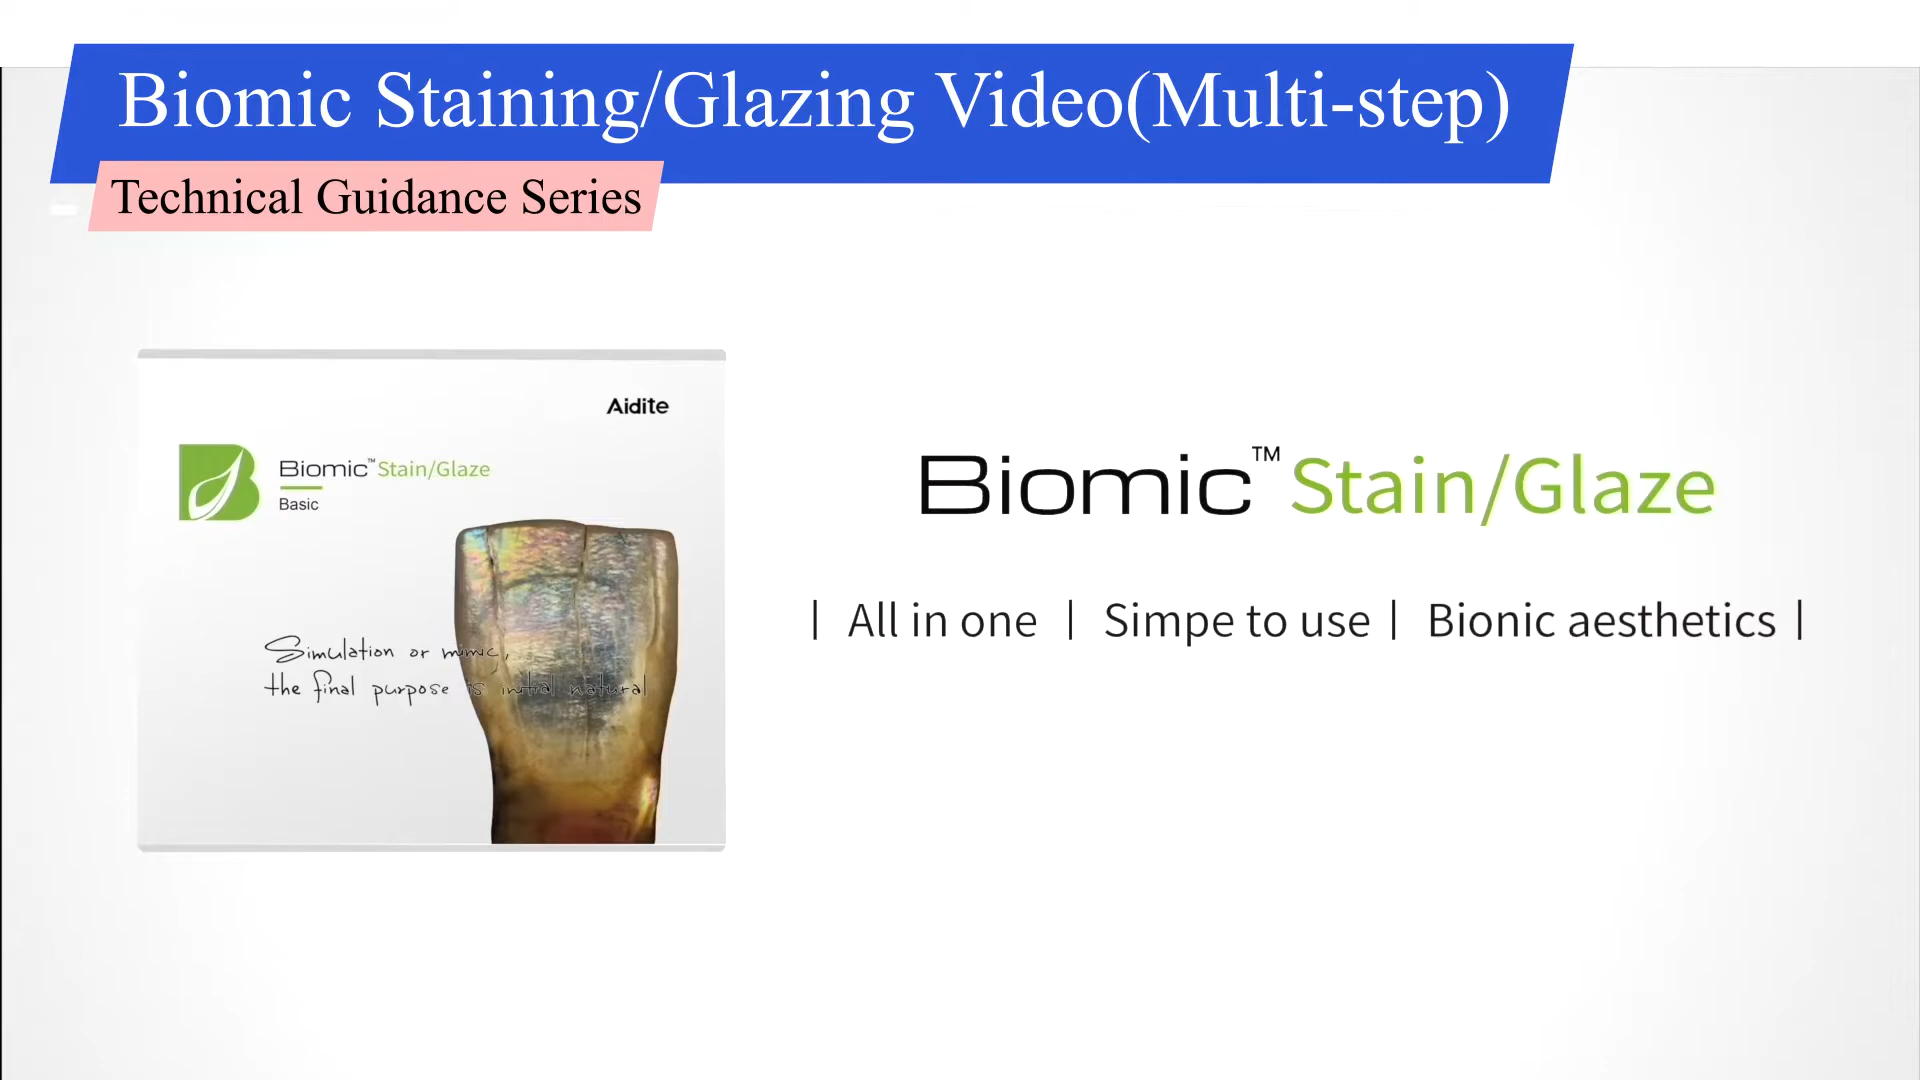 Biomic Staining/Glazing Video(Multi-step)
Technical Guidance Series
Aidite
Biomic™ Stain/Glaze
Basic
Simulation or mimic,
the final purpose is initial natural
Biomic™ Stain/Glaze
| All in one | Simpe to use | Bionic aesthetics |